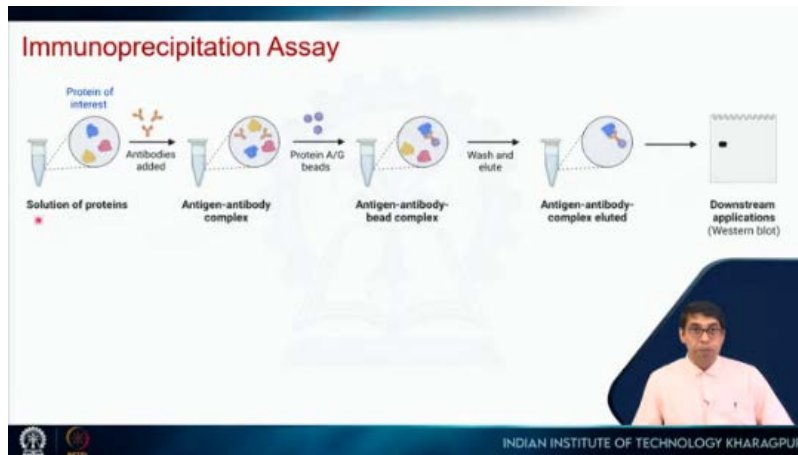 Immunoprecipitation Assay
Protein of
interest
Antibodies
added
Protein A/G
beads
Wash and
elute
Solution of proteins
Antigen-antibody
complex
Antigen-antibody-
bead complex
Antigen-antibody-
complex eluted
Downstream
applications
(Western blot)
INDIAN INSTITUTE OF TECHNOLOGY KHARAGPUR